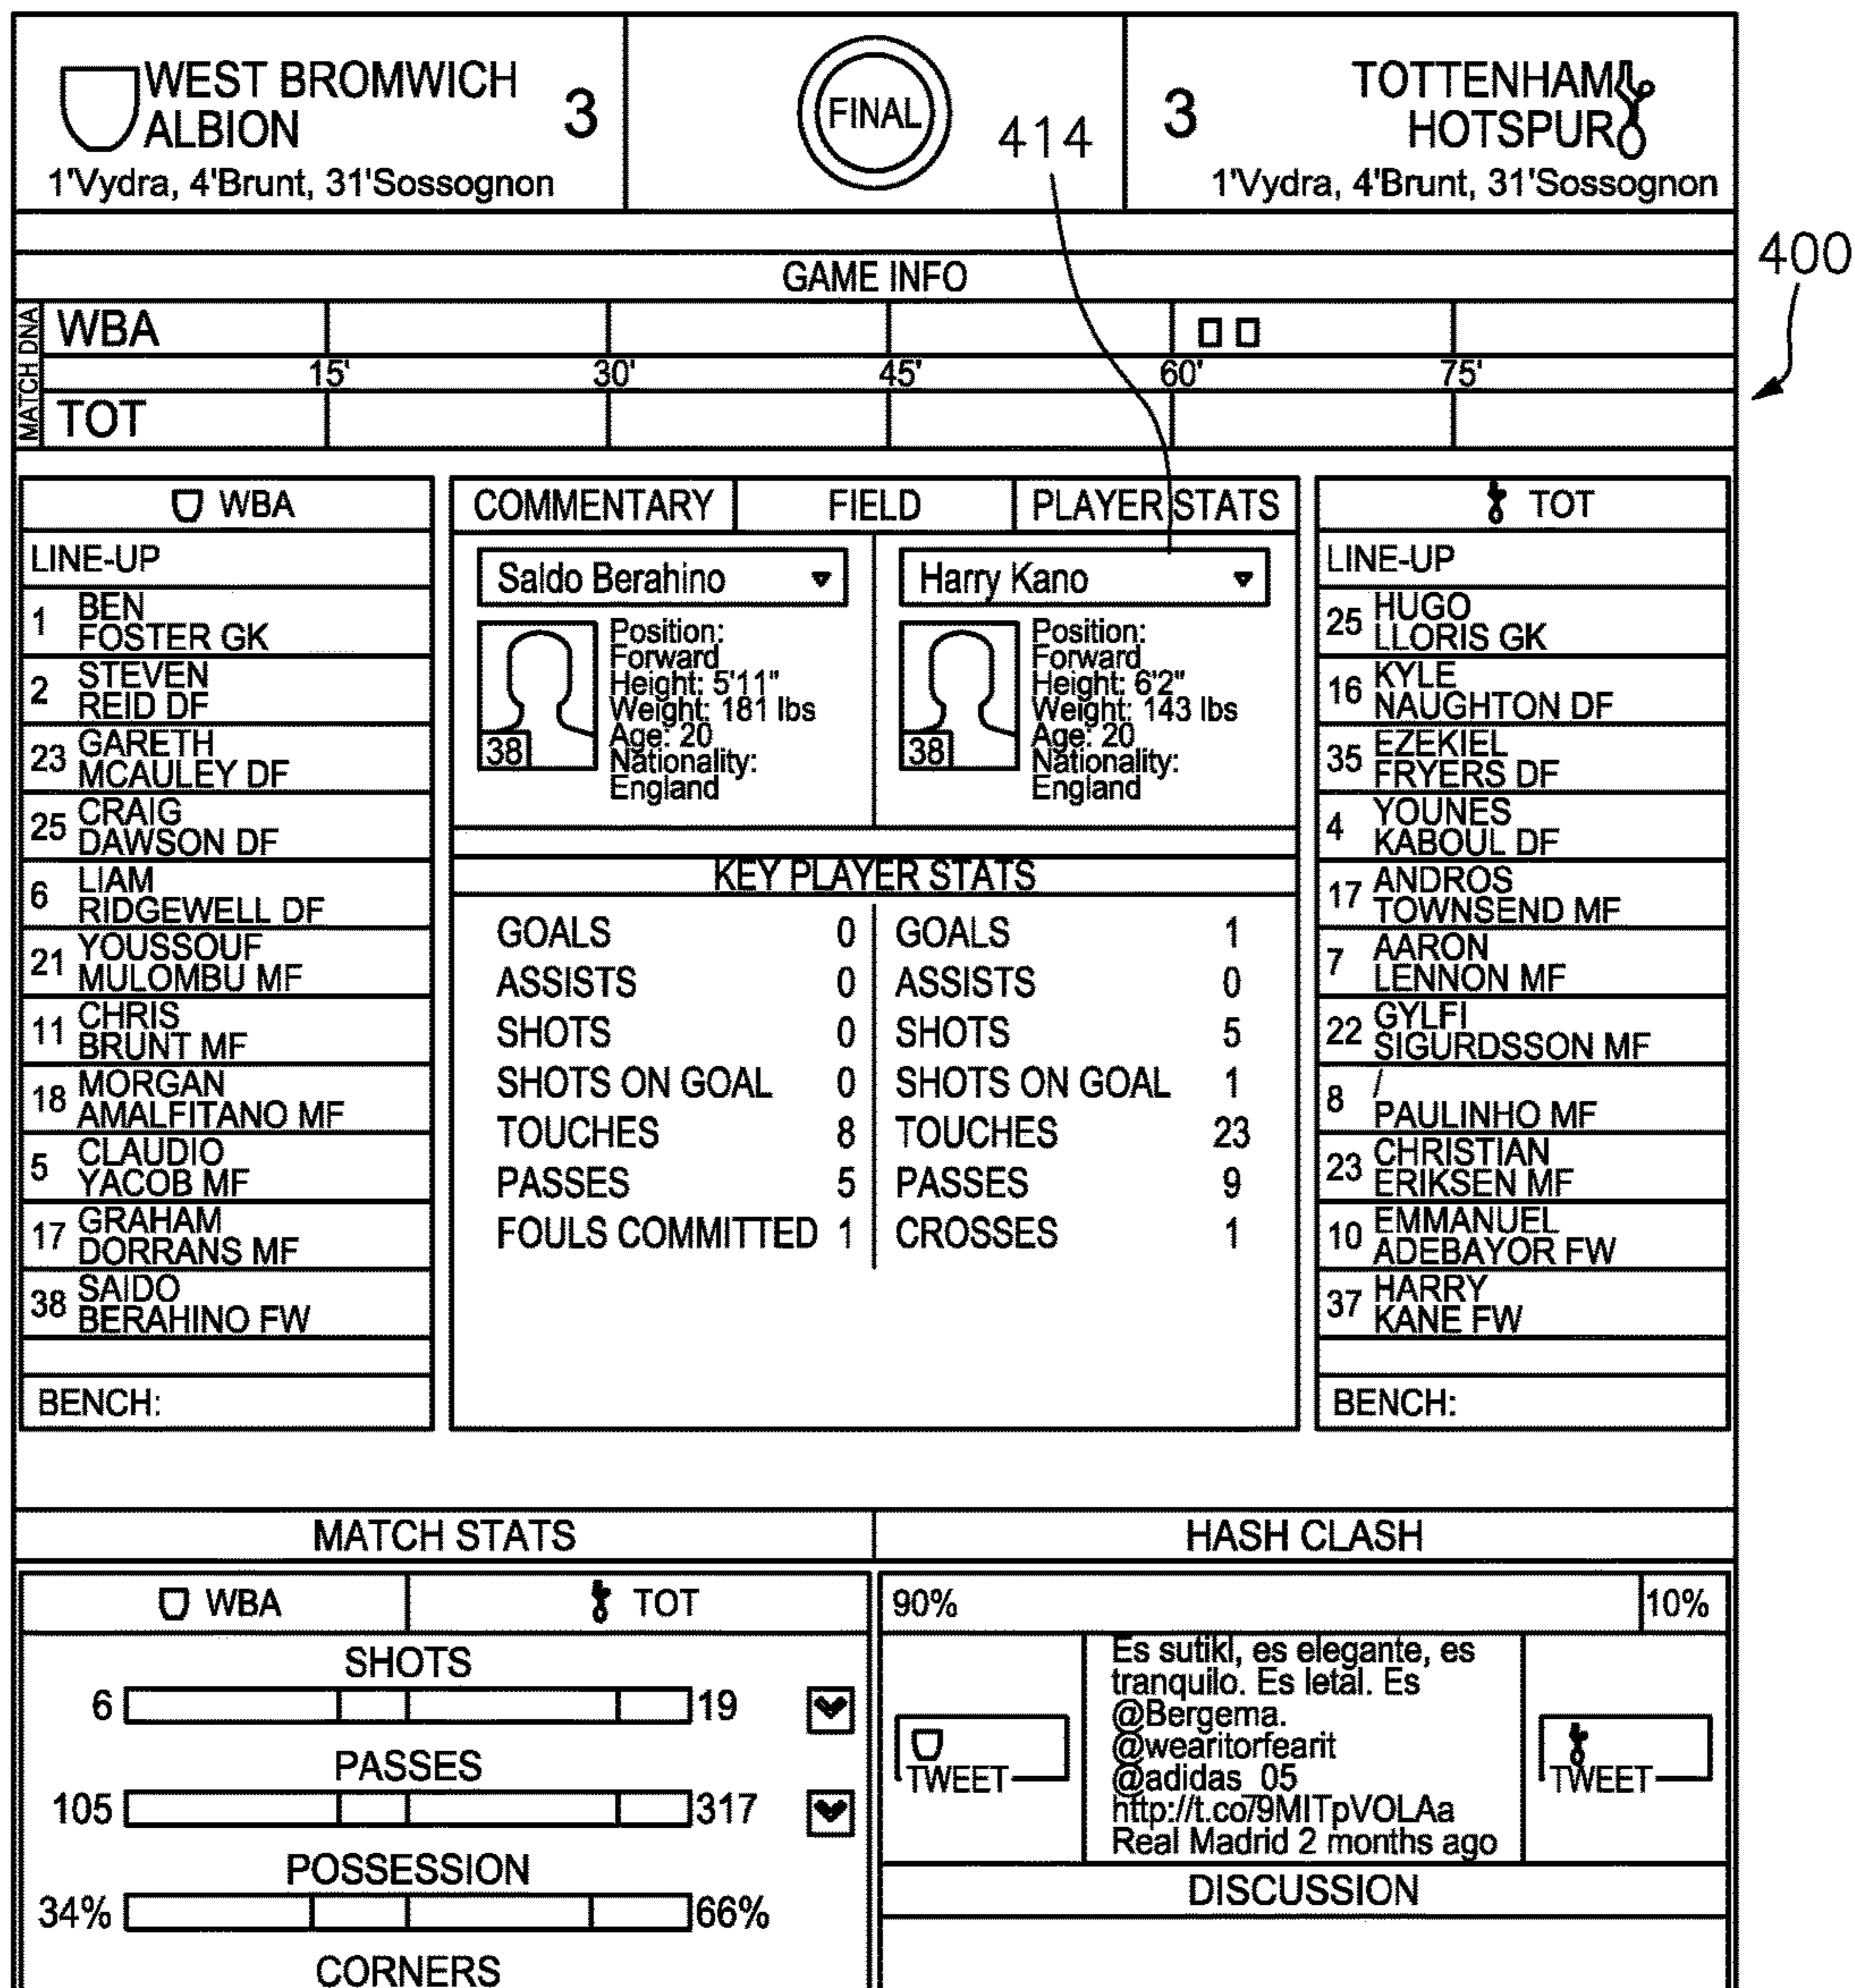 WEST BROMWICH
ALBION
3
1'Vydra, 4'Brunt, 31'Sossognon
FINAL
414
3
TOTTENHAM
HOTSPUR
1'Vydra, 4'Brunt, 31'Sossognon
400
GAME INFO
MATCH DNA
WBA
15' 30' 45' 60' 75'
TOT
WBA
LINE-UP
1 BEN
FOSTER GK
2 STEVEN
REID DF
23 GARETH
MCAULEY DF
25 CRAIG
DAWSON DF
6 LIAM
RIDGEWELL DF
21 YOUSSOUF
MULOMBU MF
11 CHRIS
BRUNT MF
18 MORGAN
AMALFITANO MF
5 CLAUDIO
YACOB MF
17 GRAHAM
DORRANS MF
38 SAIDO
BERAHINO FW
BENCH:
COMMENTARY FIELD PLAYER STATS
Saldo Berahino
38
Position:
Forward
Height: 5'11"
Weight: 181 lbs
Age: 20
Nationality:
England
Harry Kano
38
Position:
Forward
Height: 6'2"
Weight: 143 lbs
Age: 20
Nationality:
England
KEY PLAYER STATS
GOALS 0 GOALS 1
ASSISTS 0 ASSISTS 0
SHOTS 0 SHOTS 5
SHOTS ON GOAL 0 SHOTS ON GOAL 1
TOUCHES 8 TOUCHES 23
PASSES 5 PASSES 9
FOULS COMMITTED 1 CROSSES 1
TOT
LINE-UP
25 HUGO
LLORIS GK
16 KYLE
NAUGHTON DF
35 EZEKIEL
FRYERS DF
4 YOUNES
KABOUL DF
17 ANDROS
TOWNSEND MF
7 AARON
LENNON MF
22 GYLFI
SIGURDSSON MF
8 /
PAULINHO MF
23 CHRISTIAN
ERIKSEN MF
10 EMMANUEL
ADEBAYOR FW
37 HARRY
KANE FW
BENCH:
MATCH STATS
WBA TOT
SHOTS
6 19
PASSES
105 317
POSSESSION
34% 66%
CORNERS
HASH CLASH
90% 10%
TWEET
Es sutikl, es elegante, es
tranquilo. Es letal. Es
@Bergema.
@wearitorfearit
@adidas_05
http://t.co/9MITpVOLAa
Real Madrid 2 months ago
TWEET
DISCUSSION